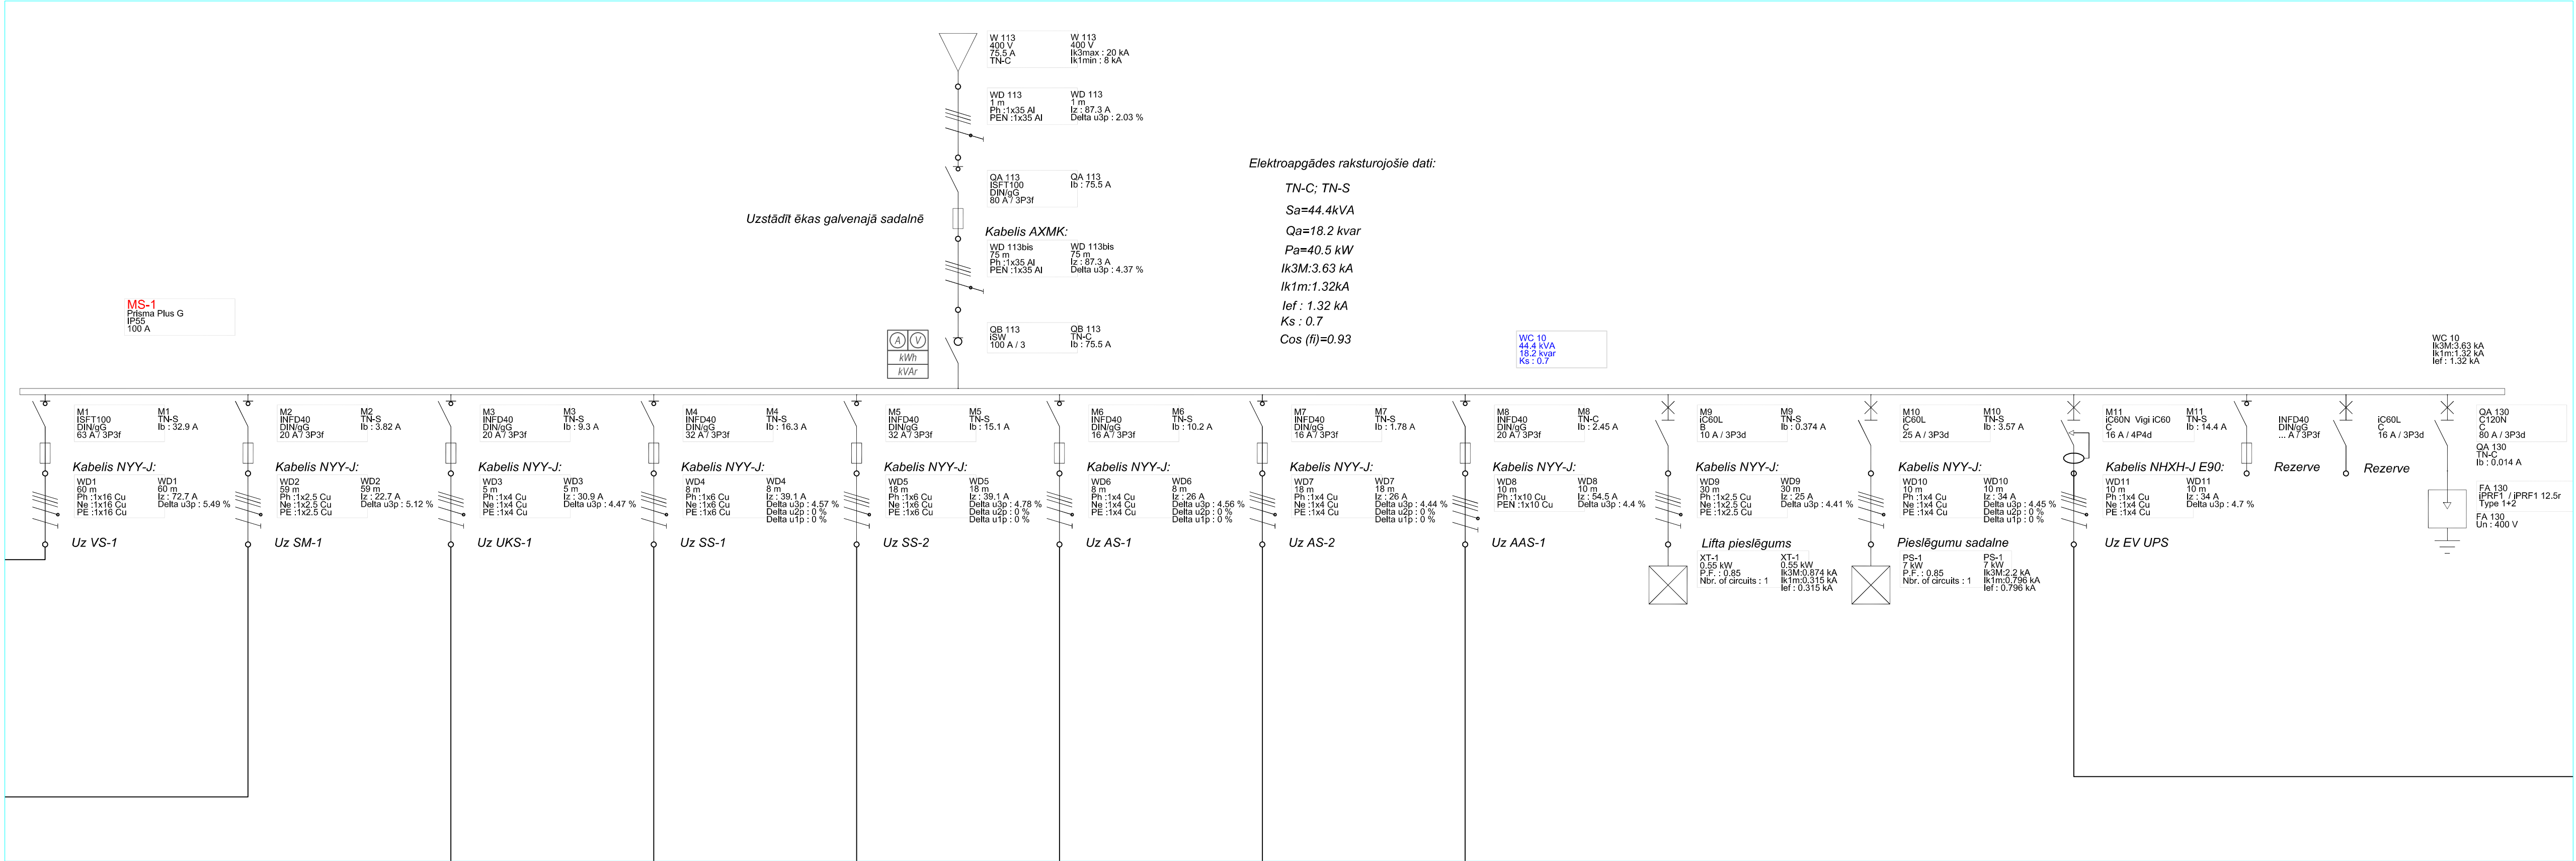 W 113
400 V
75.5 A
TN-C
W 113
400 V
Ik3max : 20 kA
Ik1min : 8 kA
WD 113
1 m
Ph :1x35 Al
PEN :1x35 Al
WD 113
1 m
Iz : 87.3 A
Delta u3p : 2.03 %
QA 113
ISFT100
DIN/gG
80 A / 3P3f
QA 113
Ib : 75.5 A
Uzstādīt ēkas galvenajā sadalnē
Kabelis AXMK:
WD 113bis
75 m
Ph :1x35 Al
PEN :1x35 Al
WD 113bis
75 m
Iz : 87.3 A
Delta u3p : 4.37 %
QB 113
iSW
100 A / 3
QB 113
TN-C
Ib : 75.5 A
A V
kWh
kVAr
Elektroapgādes raksturojošie dati:
TN-C; TN-S
Sa=44.4kVA
Qa=18.2 kvar
Pa=40.5 kW
Ik3M:3.63 kA
Ik1m:1.32kA
Ief : 1.32 kA
Ks : 0.7
Cos (fi)=0.93
MS-1
Prisma Plus G
IP55
100 A
WC 10
44.4 kVA
18.2 kvar
Ks : 0.7
WC 10
Ik3M:3.63 kA
Ik1m:1.32 kA
Ief : 1.32 kA
M1
ISFT100
DIN/gG
63 A / 3P3f
M1
TN-S
Ib : 32.9 A
Kabelis NYY-J:
WD1
60 m
Ph :1x16 Cu
Ne :1x16 Cu
PE :1x16 Cu
WD1
60 m
Iz : 72.7 A
Delta u3p : 5.49 %
Uz VS-1
M2
INFD40
DIN/gG
20 A / 3P3f
M2
TN-S
Ib : 3.82 A
Kabelis NYY-J:
WD2
59 m
Ph :1x2.5 Cu
Ne :1x2.5 Cu
PE :1x2.5 Cu
WD2
59 m
Iz : 22.7 A
Delta u3p : 5.12 %
Uz SM-1
M3
INFD40
DIN/gG
20 A / 3P3f
M3
TN-S
Ib : 9.3 A
Kabelis NYY-J:
WD3
5 m
Ph :1x4 Cu
Ne :1x4 Cu
PE :1x4 Cu
WD3
5 m
Iz : 30.9 A
Delta u3p : 4.47 %
Uz UKS-1
M4
INFD40
DIN/gG
32 A / 3P3f
M4
TN-S
Ib : 16.3 A
Kabelis NYY-J:
WD4
8 m
Ph :1x6 Cu
Ne :1x6 Cu
PE :1x6 Cu
WD4
8 m
Iz : 39.1 A
Delta u3p : 4.57 %
Delta u2p : 0 %
Delta u1p : 0 %
Uz SS-1
M5
INFD40
DIN/gG
32 A / 3P3f
M5
TN-S
Ib : 15.1 A
Kabelis NYY-J:
WD5
18 m
Ph :1x6 Cu
Ne :1x6 Cu
PE :1x6 Cu
WD5
18 m
Iz : 39.1 A
Delta u3p : 4.78 %
Delta u2p : 0 %
Delta u1p : 0 %
Uz SS-2
M6
INFD40
DIN/gG
16 A / 3P3f
M6
TN-S
Ib : 10.2 A
Kabelis NYY-J:
WD6
8 m
Ph :1x4 Cu
Ne :1x4 Cu
PE :1x4 Cu
WD6
8 m
Iz : 26 A
Delta u3p : 4.56 %
Delta u2p : 0 %
Delta u1p : 0 %
Uz AS-1
M7
INFD40
DIN/gG
16 A / 3P3f
M7
TN-S
Ib : 1.78 A
Kabelis NYY-J:
WD7
18 m
Ph :1x4 Cu
Ne :1x4 Cu
PE :1x4 Cu
WD7
18 m
Iz : 26 A
Delta u3p : 4.44 %
Delta u2p : 0 %
Delta u1p : 0 %
Uz AS-2
M8
INFD40
DIN/gG
20 A / 3P3f
M8
TN-C
Ib : 2.45 A
Kabelis NYY-J:
WD8
10 m
Ph :1x10 Cu
PEN :1x10 Cu
WD8
10 m
Iz : 54.5 A
Delta u3p : 4.4 %
Uz AAS-1
M9
iC60L
B
10 A / 3P3d
M9
TN-S
Ib : 0.374 A
Kabelis NYY-J:
WD9
30 m
Ph :1x2.5 Cu
Ne :1x2.5 Cu
PE :1x2.5 Cu
WD9
30 m
Iz : 25 A
Delta u3p : 4.41 %
Lifta pieslēgums
XT-1
0.55 kW
P.F. : 0.85
Nbr. of circuits : 1
XT-1
0.55 kW
Ik3M:0.874 kA
Ik1m:0.315 kA
Ief : 0.315 kA
M10
iC60L
C
25 A / 3P3d
M10
TN-S
Ib : 3.57 A
Kabelis NYY-J:
WD10
10 m
Ph :1x4 Cu
Ne :1x4 Cu
PE :1x4 Cu
WD10
10 m
Iz : 34 A
Delta u3p : 4.45 %
Delta u2p : 0 %
Delta u1p : 0 %
Pieslēgumu sadalne
PS-1
7 kW
P.F. : 0.85
Nbr. of circuits : 1
PS-1
7 kW
Ik3M:2.2 kA
Ik1m:0.796 kA
Ief : 0.796 kA
M11
iC60N Vigi iC60
C
16 A / 4P4d
M11
TN-S
Ib : 14.4 A
Kabelis NHXH-J E90:
WD11
10 m
Ph :1x4 Cu
Ne :1x4 Cu
PE :1x4 Cu
WD11
10 m
Iz : 34 A
Delta u3p : 4.7 %
Uz EV UPS
INFD40
DIN/gG
... A / 3P3f
Rezerve
iC60L
C
16 A / 3P3d
Rezerve
QA 130
C120N
C
80 A / 3P3d
QA 130
TN-C
Ib : 0.014 A
FA 130
iPRF1 / iPRF1 12.5r
Type 1+2
FA 130
Un : 400 V